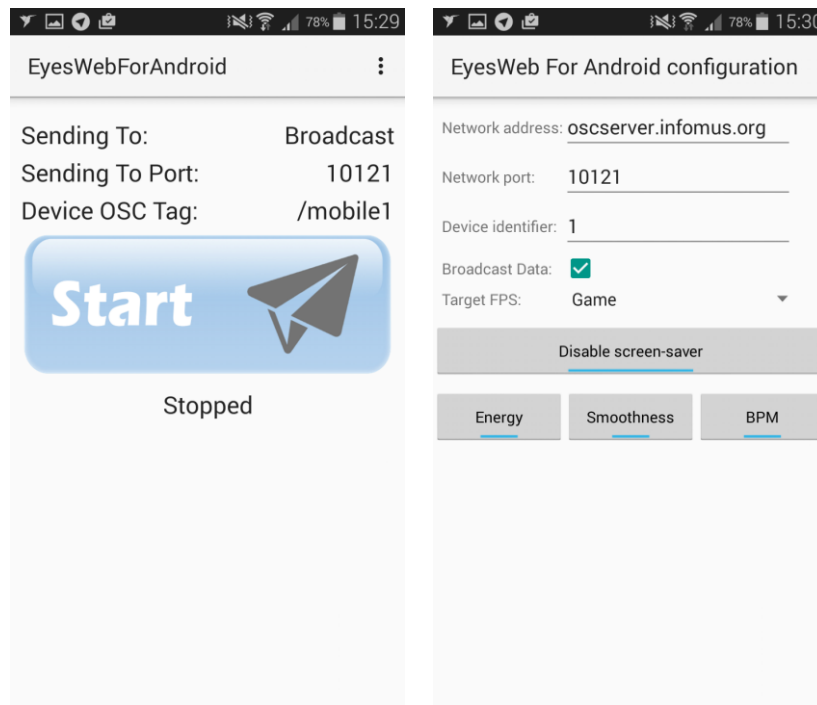 78% 15:29
EyesWebForAndroid
Sending To: Broadcast
Sending To Port: 10121
Device OSC Tag: /mobile1
Start
Stopped
78% 15:30
EyesWeb For Android configuration
Network address: oscserver.infomus.org
Network port: 10121
Device identifier: 1
Broadcast Data:
Target FPS: Game
Disable screen-saver
Energy Smoothness BPM